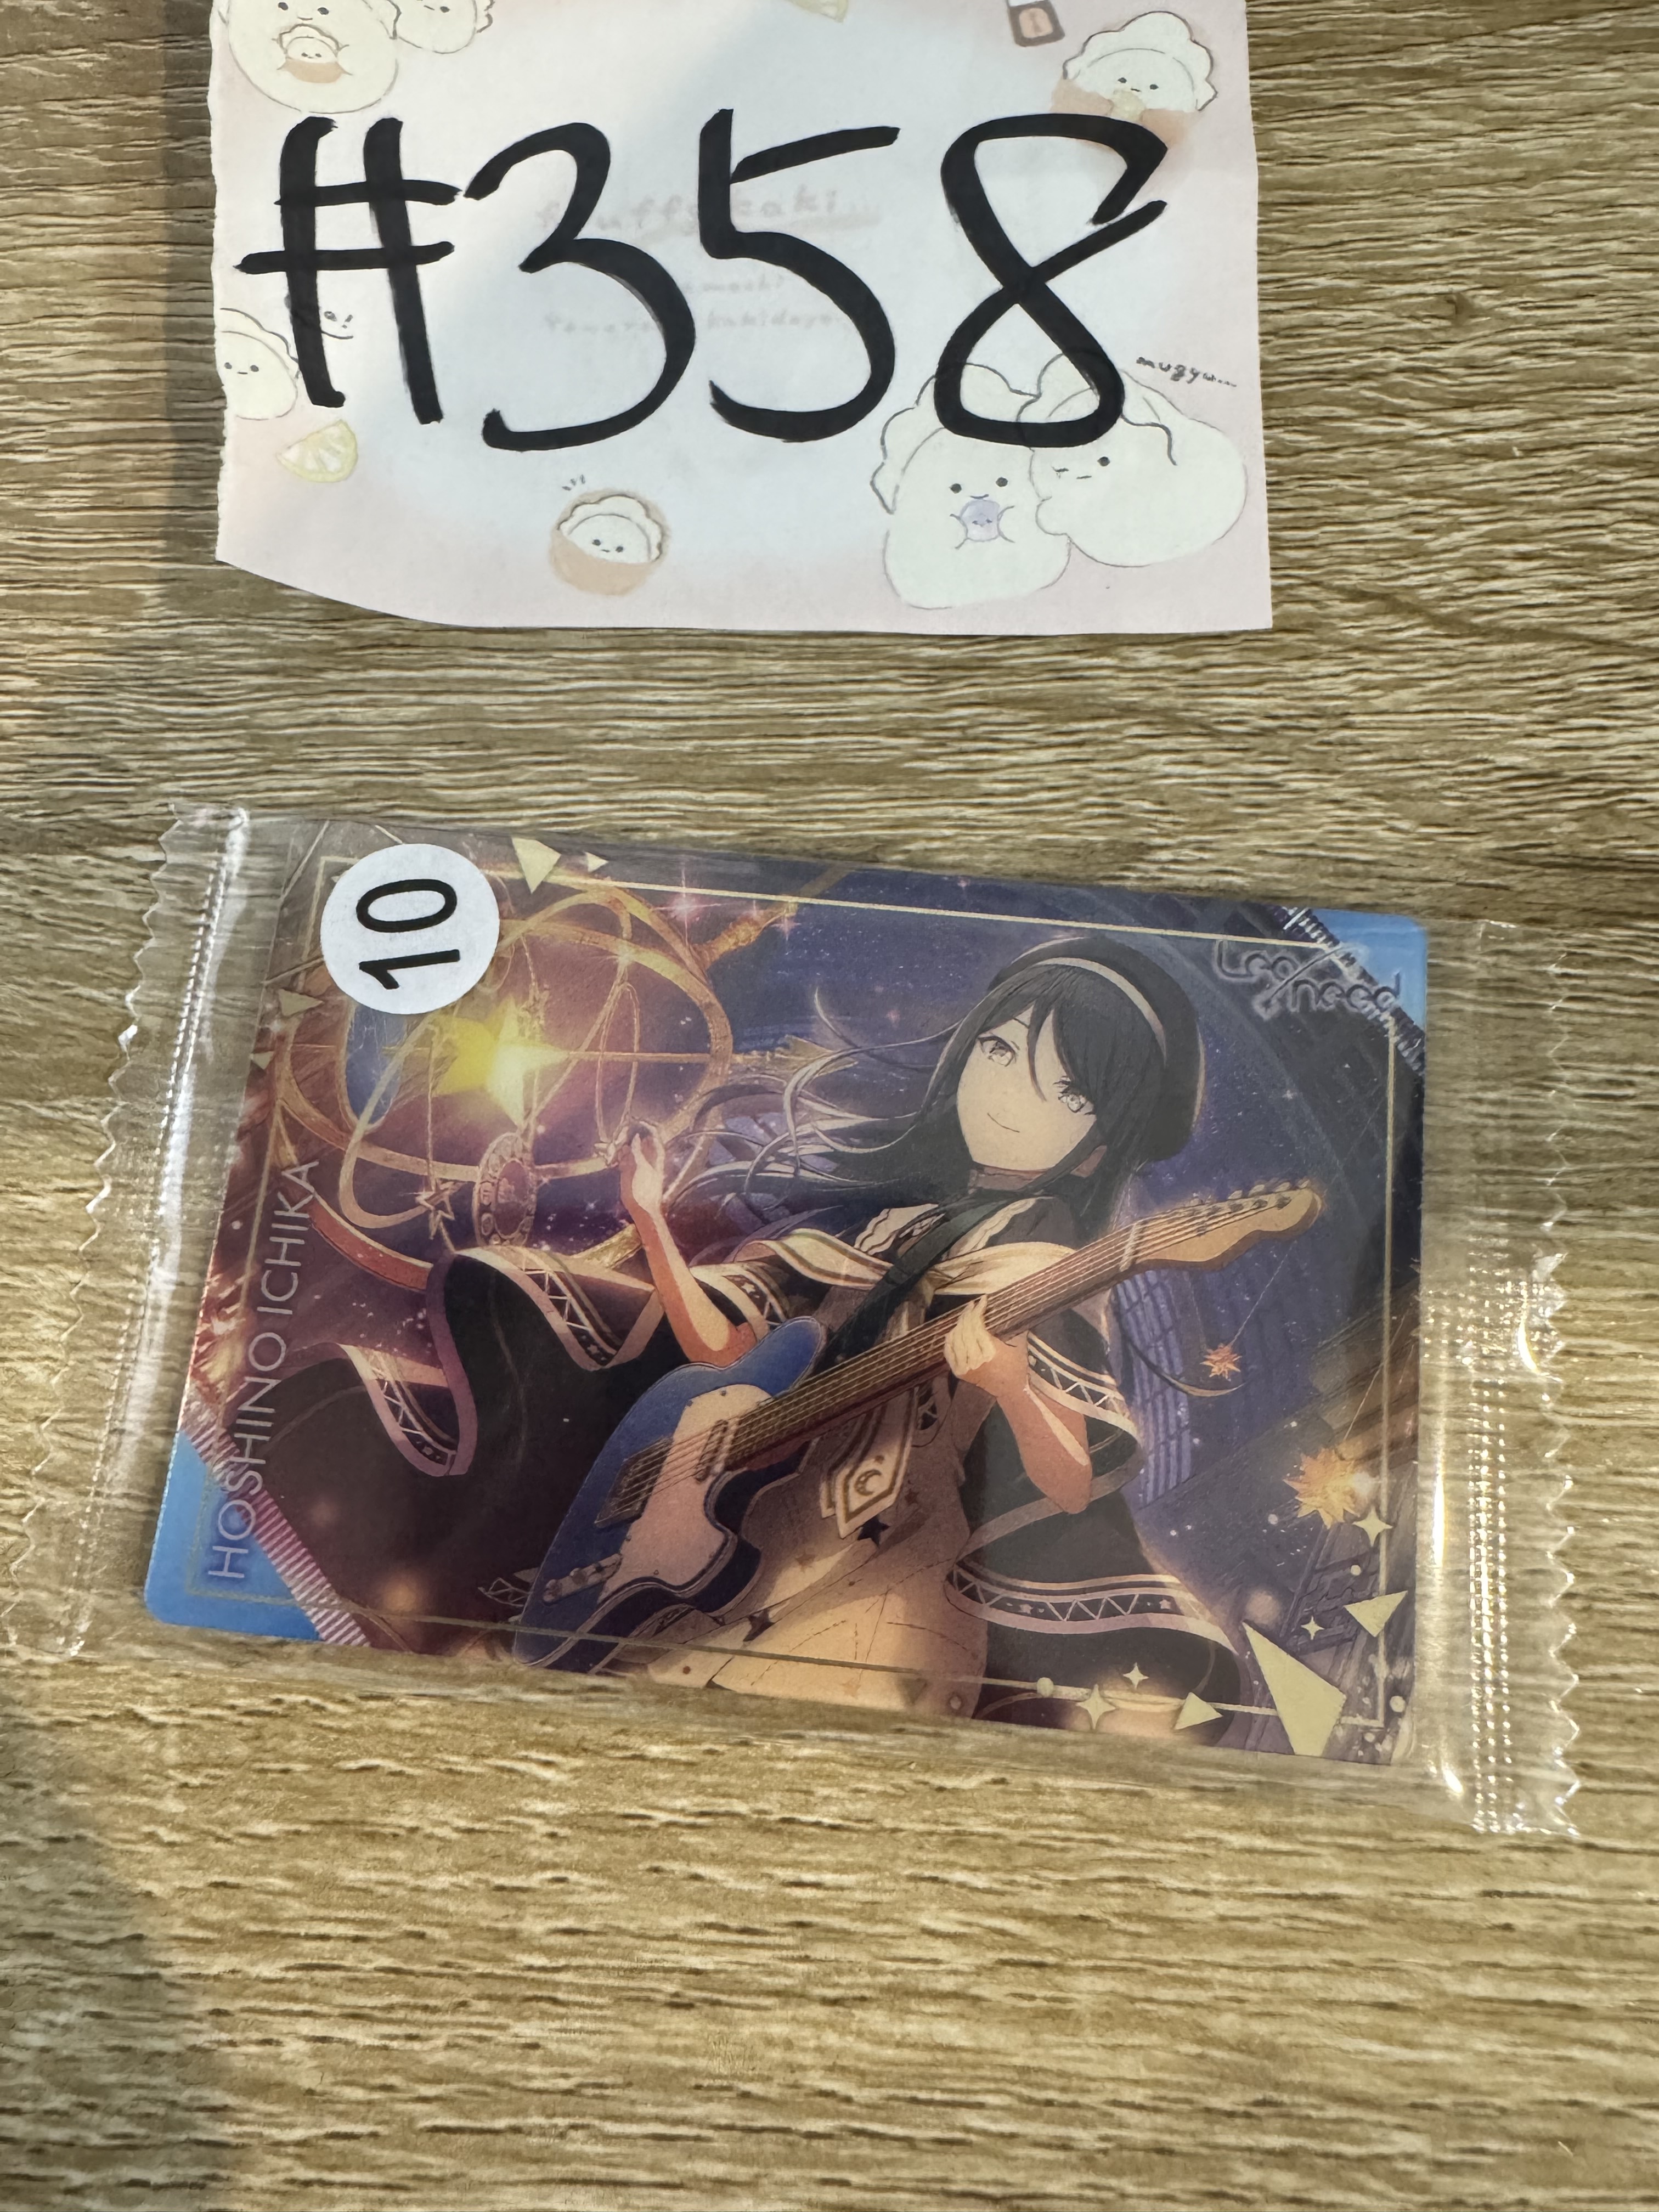 #358
mugyu...
10
Leo/need
HOSHINO ICHIKA